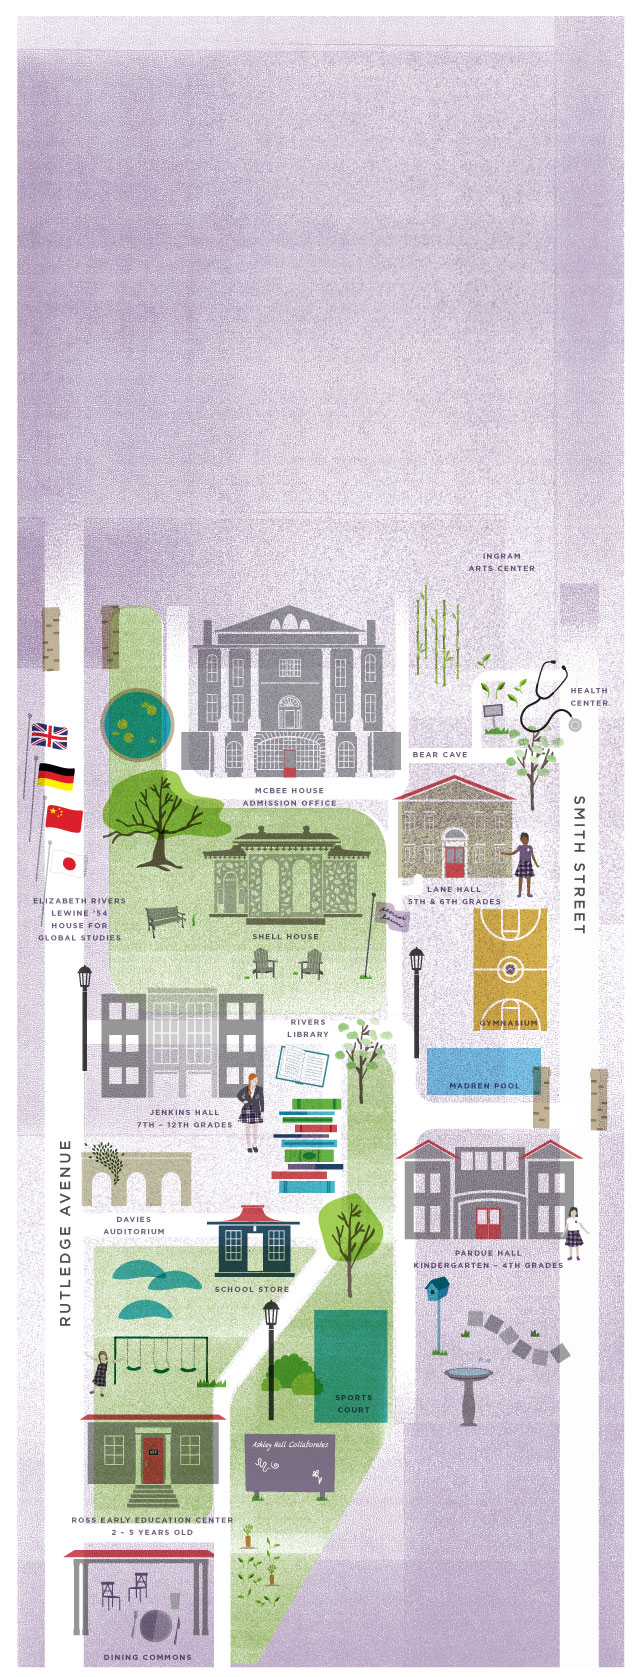 INGRAM
ARTS CENTER
HEALTH
CENTER
BEAR CAVE
MCBEE HOUSE
ADMISSION OFFICE
SMITH STREET
LANE HALL
5TH & 6TH GRADES
ELIZABETH RIVERS
LEWINE '54
HOUSE FOR
GLOBAL STUDIES
SHELL HOUSE
GYMNASIUM
RIVERS
LIBRARY
MADREN POOL
JENKINS HALL
7TH – 12TH GRADES
RUTLEDGE AVENUE
DAVIES
AUDITORIUM
PARDUE HALL
KINDERGARTEN – 4TH GRADES
SCHOOL STORE
SPORTS
COURT
Ashley Hall Collaborates
ROSS EARLY EDUCATION CENTER
2 – 5 YEARS OLD
DINING COMMONS